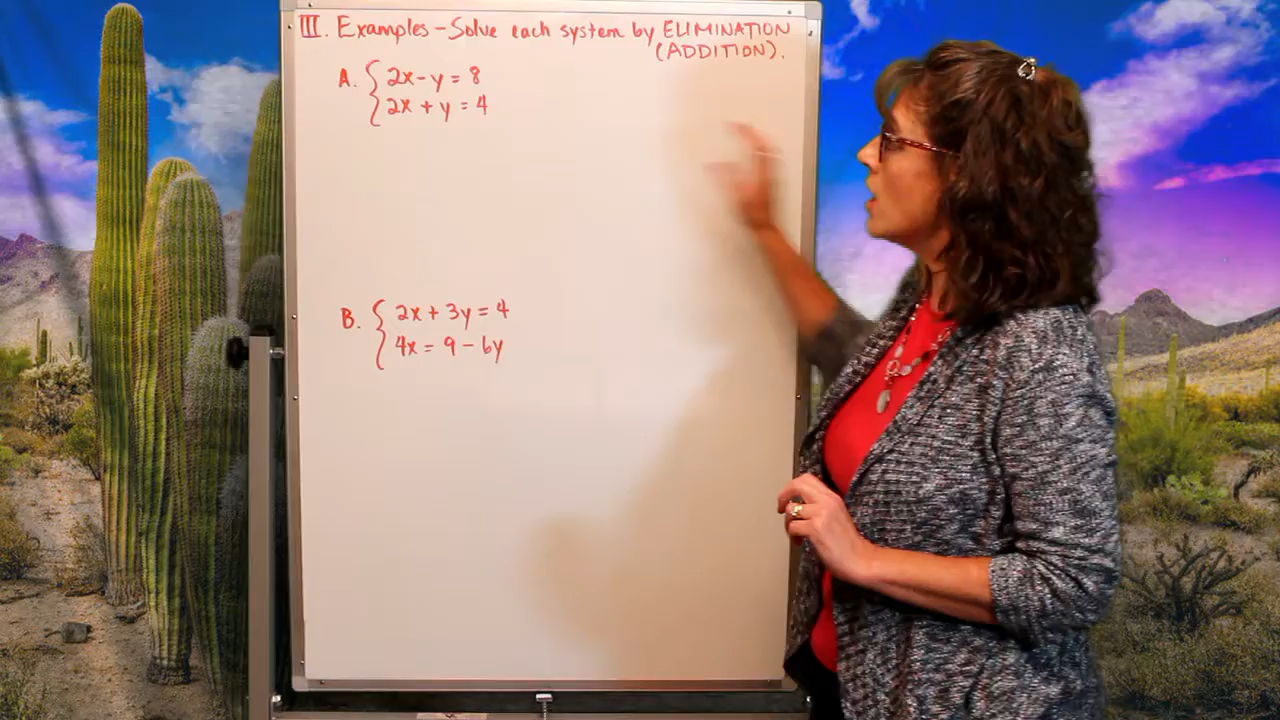 III. Examples - Solve each system by ELIMINATION
(ADDITION).
A. { 2x - y = 8
2x + y = 4
B. { 2x + 3y = 4
4x = 9 - 6y